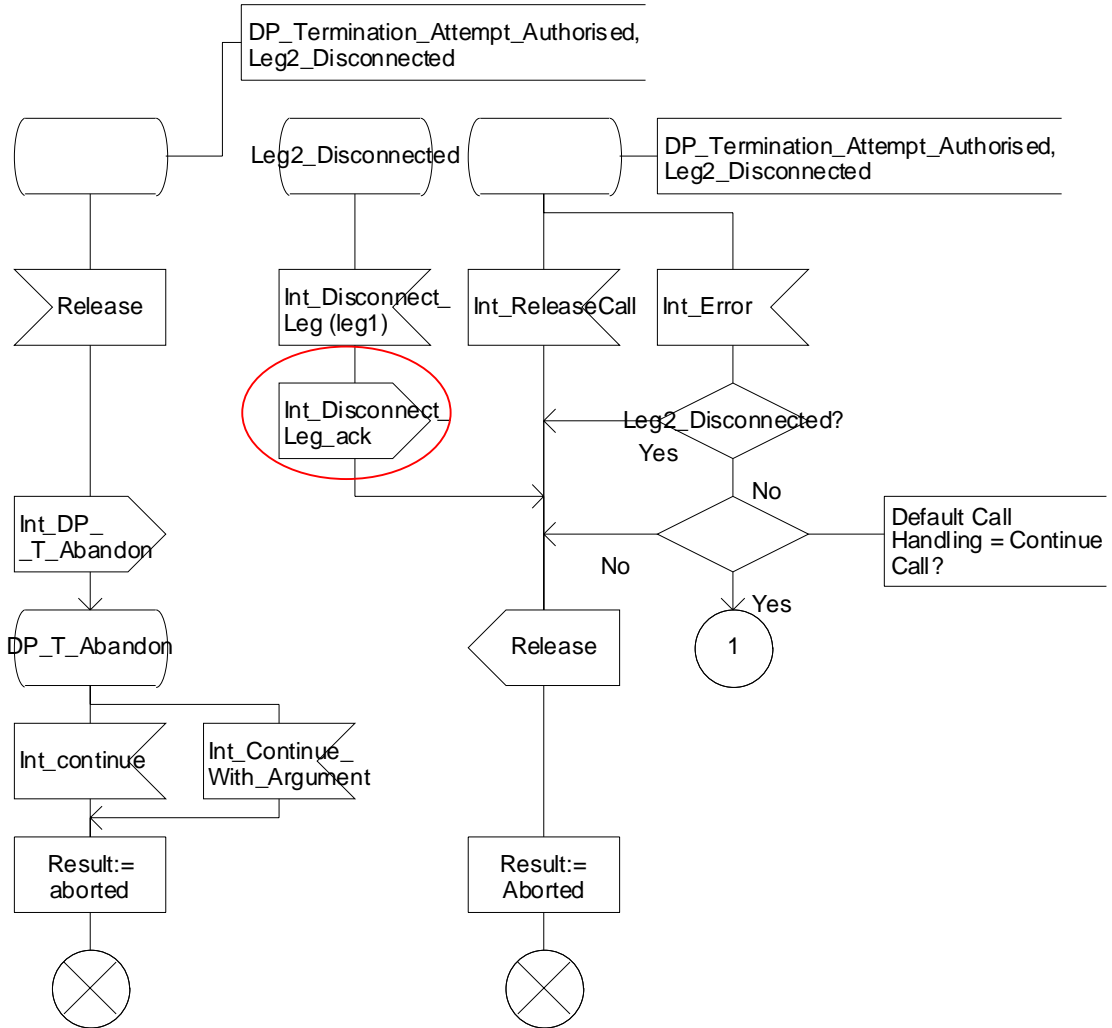 DP_Termination_Attempt_Authorised,
Leg2_Disconnected
Leg2_Disconnected
DP_Termination_Attempt_Authorised,
Leg2_Disconnected
Release
Int_Disconnect_
Leg (leg1)
Int_ReleaseCall
Int_Error
Int_Disconnect_
Leg_ack
Leg2_Disconnected?
Yes
No
Int_DP_
_T_Abandon
Default Call
Handling = Continue
Call?
No
Yes
DP_T_Abandon
Release
1
Int_continue
Int_Continue_
With_Argument
Result:=
aborted
Result:=
Aborted